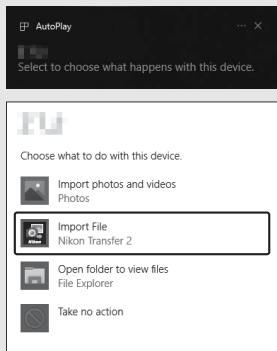 AutoPlay
Select to choose what happens with this device.
Choose what to do with this device.
Import photos and videos
Photos
Import File
Nikon Transfer 2
Open folder to view files
File Explorer
Take no action